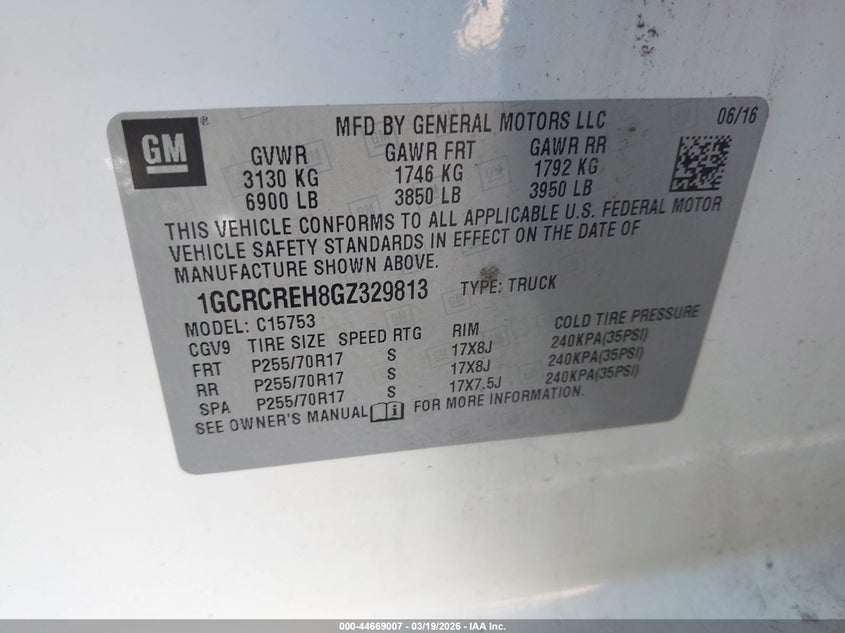 GM ®
MFD BY GENERAL MOTORS LLC 06/16
GVWR GAWR FRT GAWR RR
3130 KG 1746 KG 1792 KG
6900 LB 3850 LB 3950 LB
THIS VEHICLE CONFORMS TO ALL APPLICABLE U.S. FEDERAL MOTOR
VEHICLE SAFETY STANDARDS IN EFFECT ON THE DATE OF
MANUFACTURE SHOWN ABOVE.
1GCRCREH8GZ329813 TYPE: TRUCK
MODEL: C15753
CGV9 TIRE SIZE SPEED RTG RIM COLD TIRE PRESSURE
FRT P255/70R17 S 17X8J 240KPA(35PSI)
RR P255/70R17 S 17X8J 240KPA(35PSI)
SPA P255/70R17 S 17X7.5J 240KPA(35PSI)
SEE OWNER'S MANUAL FOR MORE INFORMATION.
000-44669007 - 03/19/2026 - IAA Inc.